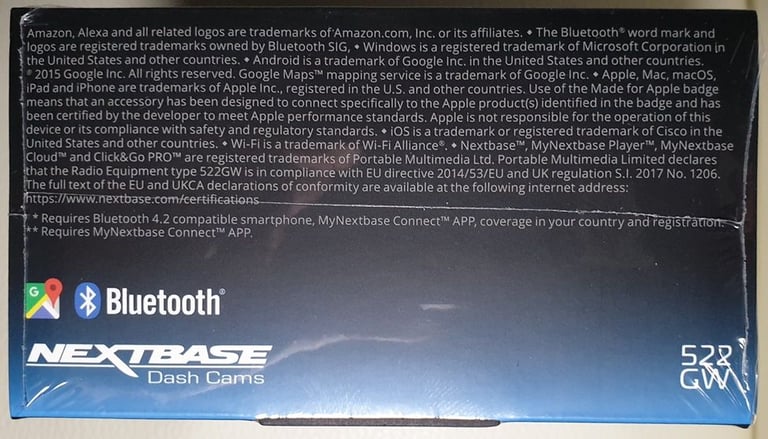 Amazon, Alexa and all related logos are trademarks of Amazon.com, Inc. or its affiliates. ⬥ The Bluetooth® word mark and
logos are registered trademarks owned by Bluetooth SIG, ⬥ Windows is a registered trademark of Microsoft Corporation in
the United States and other countries. ⬥ Android is a trademark of Google Inc. in the United States and other countries.
® 2015 Google Inc. All rights reserved. Google Maps™ mapping service is a trademark of Google Inc. ⬥ Apple, Mac, macOS,
iPad and iPhone are trademarks of Apple Inc., registered in the U.S. and other countries. Use of the Made for Apple badge
means that an accessory has been designed to connect specifically to the Apple product(s) identified in the badge and has
been certified by the developer to meet Apple performance standards. Apple is not responsible for the operation of this
device or its compliance with safety and regulatory standards. ⬥ iOS is a trademark or registered trademark of Cisco in the
United States and other countries. ⬥ Wi-Fi is a trademark of Wi-Fi Alliance®. ⬥ Nextbase™, MyNextbase Player™, MyNextbase
Cloud™ and Click&Go PRO™ are registered trademarks of Portable Multimedia Ltd. Portable Multimedia Limited declares
that the Radio Equipment type 522GW is in compliance with EU directive 2014/53/EU and UK regulation S.I. 2017 No. 1206.
The full text of the EU and UKCA declarations of conformity are available at the following internet address:
https://www.nextbase.com/certifications
* Requires Bluetooth 4.2 compatible smartphone, MyNextbase Connect™ APP, coverage in your country and registration.
** Requires MyNextbase Connect™ APP.
G Bluetooth®
NEXTBASE
Dash Cams
522
GW